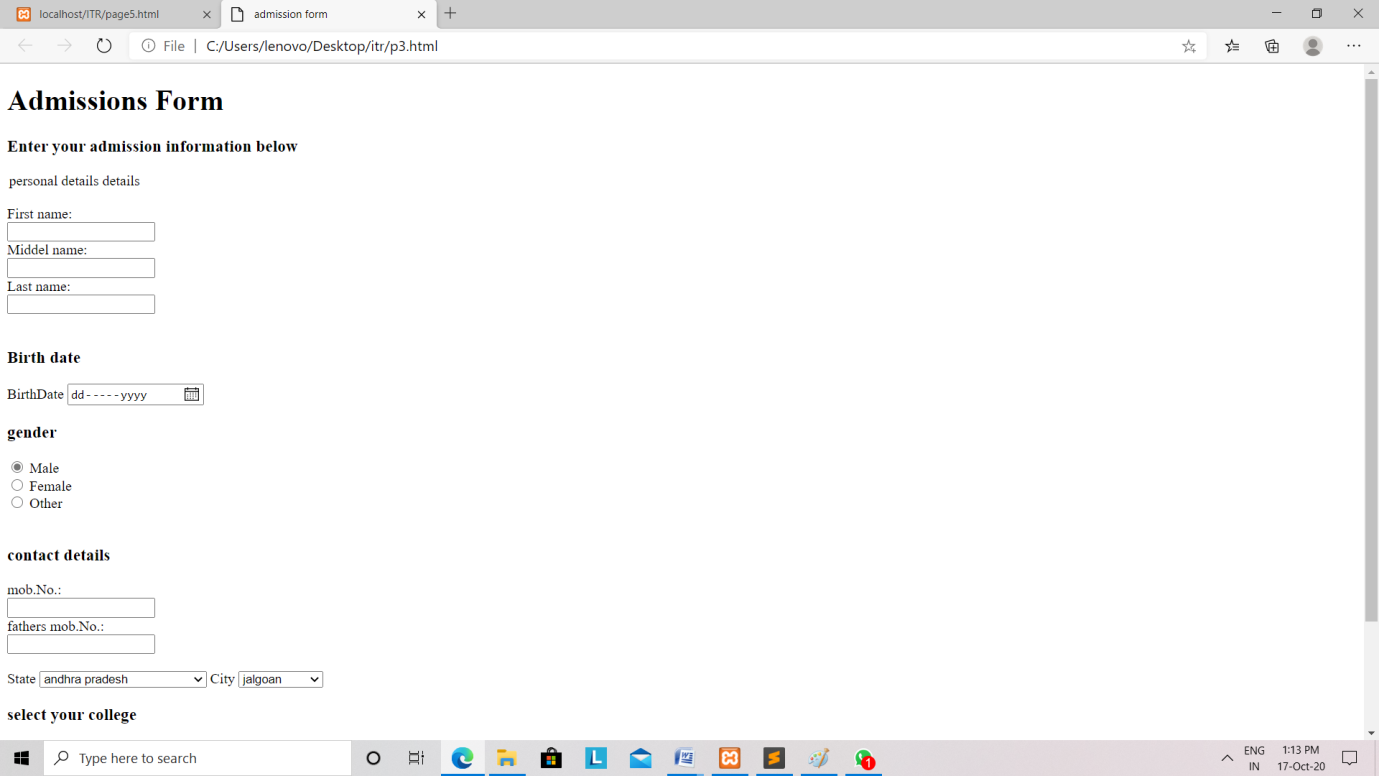 localhost/ITR/page5.html
admission form
File | C:/Users/lenovo/Desktop/itr/p3.html
Admissions Form
Enter your admission information below
personal details details
First name:
Middel name:
Last name:
Birth date
BirthDate dd-----yyyy
gender
Male
Female
Other
contact details
mob.No.:
fathers mob.No.:
State andhra pradesh City jalgoan
select your college
Type here to search
L
W
S
1
ENG
IN
1:13 PM
17-Oct-20